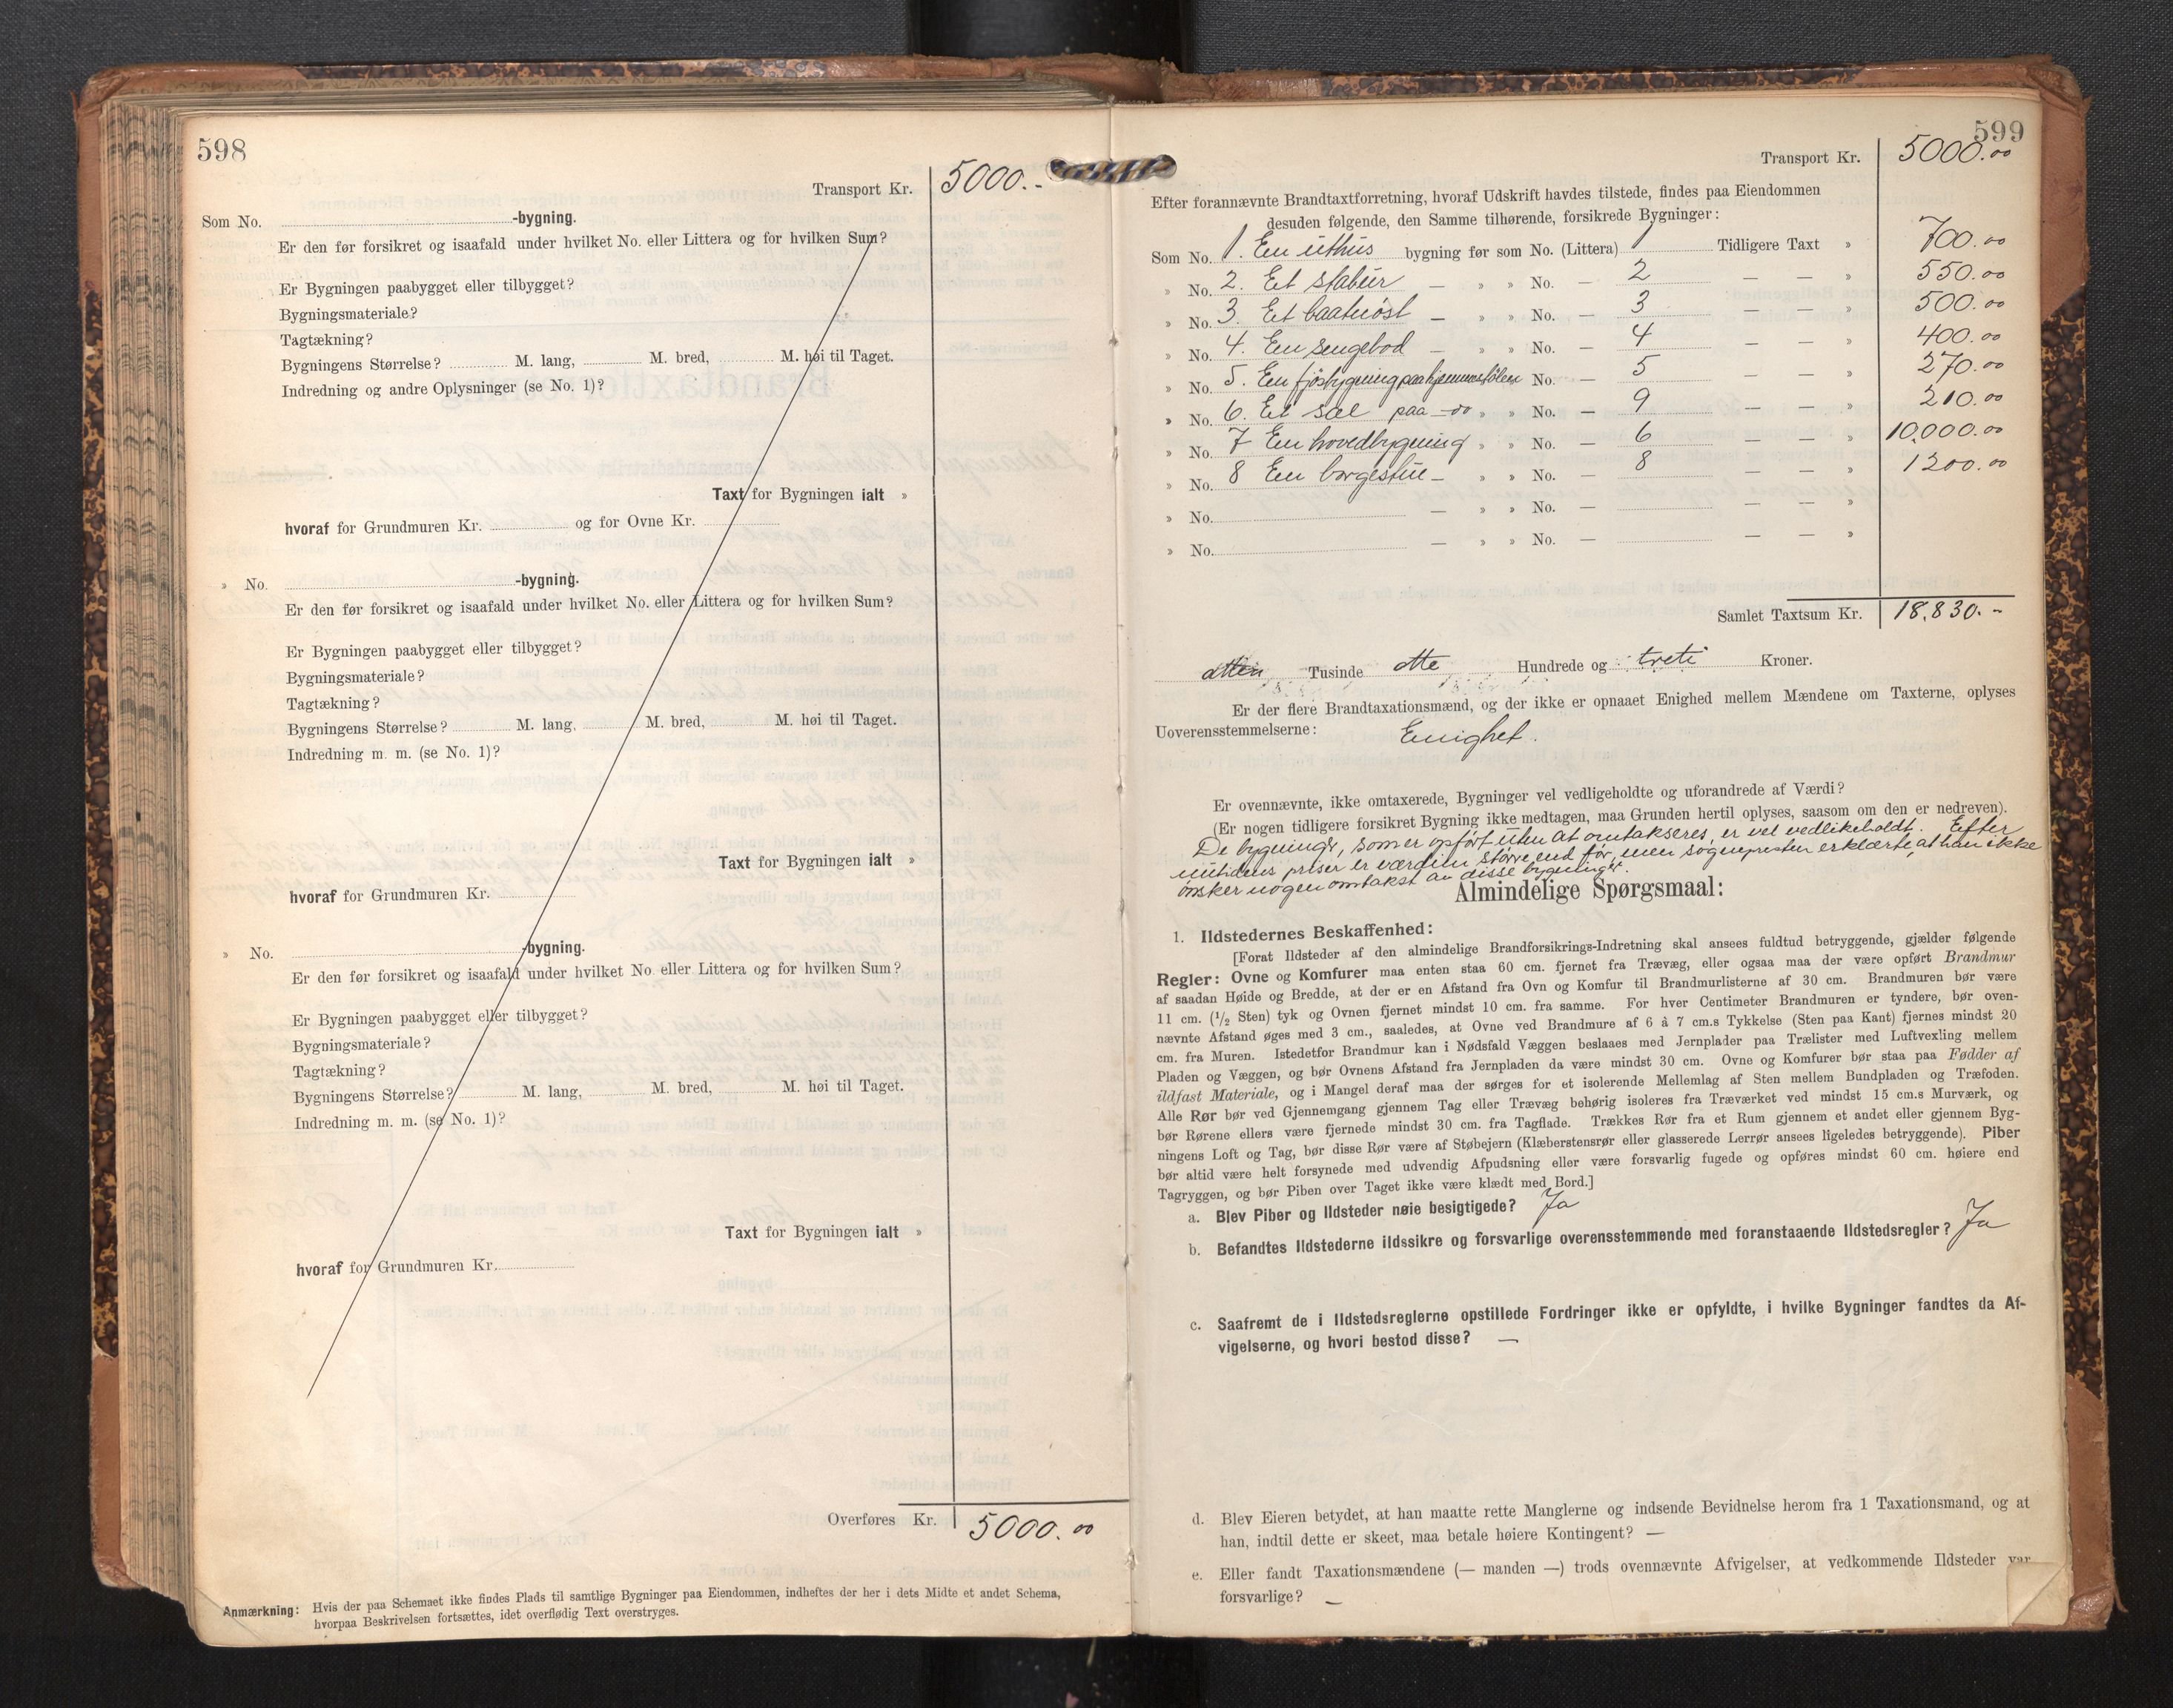 598
Transport Kr. 5000.-
Som No. -bygning.
Er den før forsikret og isaafald under hvilket No. eller Littera og for hvilken Sum?
Er Bygningen paabygget eller tilbygget?
Bygningsmateriale?
Tagtækning?
Bygningens Størrelse? M. lang, M. bred, M. høi til Taget.
Indredning og andre Oplysninger (se No. 1)?
Taxt for Bygningen ialt »
hvoraf for Grundmuren Kr. og for Ovne Kr.
» No. -bygning.
Er den før forsikret og isaafald under hvilket No. eller Littera og for hvilken Sum?
Er Bygningen paabygget eller tilbygget?
Bygningsmateriale?
Tagtækning?
Bygningens Størrelse? M. lang, M. bred, M. høi til Taget.
Indredning m. m. (se No. 1)?
Taxt for Bygningen ialt »
hvoraf for Grundmuren Kr.
» No. -bygning.
Er den før forsikret og isaafald under hvilket No. eller Littera og for hvilken Sum?
Er Bygningen paabygget eller tilbygget?
Bygningsmateriale?
Tagtækning?
Bygningens Størrelse? M. lang, M. bred, M. høi til Taget.
Indredning m. m. (se No. 1)?
Taxt for Bygningen ialt »
hvoraf for Grundmuren Kr.
Overføres Kr. 5000.00
Anmærkning: Hvis der paa Schemaet ikke findes Plads til samtlige Bygninger paa Eiendommen, indheftes der her i dets Midte et andet Schema,
hvorpaa Beskrivelsen fortsættes, idet overflødig Text overstryges.
599
Transport Kr. 5000.00
Efter forannævnte Brandtaxtforretning, hvoraf Udskrift havdes tilstede, findes paa Eiendommen
desuden følgende, den Samme tilhørende, forsikrede Bygninger:
Som No. 1. En uthus bygning før som No. (Littera) 1 Tidligere Taxt » 700.00
» No. 2. Et stabur — » » No. — 2 — — » 550.00
» No. 3. Et baatnöst — » » No. — 3 — — » 500.00
» No. 4. En sengebod — » » No. — 4 — — » 400.00
» No. 5. En fjösbygning paa hjemmestölen No. — 5 — — » 270.00
» No. 6. Et sæl paa —do » » No. — 9 — — » 210.00
» No. 7 En hovedbygning » » No. — 6 — — » 10,000.00
» No. 8 En borgestue — » » No. — 8 — — » 1200.00
» No. — » » No. — — — »
» No. — » » No. — — — »
Samlet Taxtsum Kr. 18.830.-
atten Tusinde otte Hundrede og treti Kroner.
Er der flere Brandtaxationsmænd, og der ikke er opnaaet Enighed mellem Mændene om Taxterne, oplyses
Uoverensstemmelserne: Enighet.
Er ovennævnte, ikke omtaxerede, Bygninger vel vedligeholdte og uforandrede af Værdi?
(Er nogen tidligere forsikret Bygning ikke medtagen, maa Grunden hertil oplyses, saasom om den er nedreven).
De bygninger, som er opført uten at omtakseres, er vel vedlikeholdt. Efter
nutidens priser er værdien större end för, men sognepresten erklærte, at han ikke
önsker nogen omtakst av disse bygninger.
Almindelige Spørgsmaal:
1. Ildstedernes Beskaffenhed:
[Forat Ildsteder af den almindelige Brandforsikrings-Indretning skal ansees fuldtud betryggende, gjælder følgende
Regler: Ovne og Komfurer maa enten staa 60 cm. fjernet fra Trævæg, eller ogsaa maa der være opført Brandmur
af saadan Høide og Bredde, at der er en Afstand fra Ovn og Komfur til Brandmurlisterne af 30 cm. Brandmuren bør være
11 cm. (1/2 Sten) tyk og Ovnen fjernet mindst 10 cm. fra samme. For hver Centimeter Brandmuren er tyndere, bør oven-
nævnte Afstand øges med 3 cm., saaledes, at Ovne ved Brandmure af 6 à 7 cm.s Tykkelse (Sten paa Kant) fjernes mindst 20
cm. fra Muren. Istedetfor Brandmur kan i Nødsfald Væggen beslaaes med Jernplader paa Trælister med Luftvexling mellem
Pladen og Væggen, og bør Ovnens Afstand fra Jernpladen da være mindst 30 cm. Ovne og Komfurer bør staa paa Fødder af
ildfast Materiale, og i Mangel deraf maa der sørges for et isolerende Mellemlag af Sten mellem Bundpladen og Træfoden.
Alle Rør bør ved Gjennemgang gjennem Tag eller Trævæg behørig isoleres fra Træværket ved mindst 15 cm.s Murværk, og
bør Rørene ellers være fjernede mindst 30 cm. fra Tagflade. Trækkes Rør fra et Rum gjennem et andet eller gjennem Byg-
ningens Loft og Tag, bør disse Rør være af Støbejern (Klæberstensrør eller glasserede Lerrør ansees ligeledes betryggende). Piber
bør altid være helt forsynede med udvendig Afpudsning eller være forsvarlig fugede og opføres mindst 60 cm. høiere end
Tagryggen, og bør Piben over Taget ikke være klædt med Bord.]
a. Blev Piber og Ildsteder nøie besigtigede? Ja
b. Befandtes Ildstederne ildssikre og forsvarlige overensstemmende med foranstaaende Ildstedsregler? Ja
c. Saafremt de i Ildstedsreglerne opstillede Fordringer ikke er opfyldte, i hvilke Bygninger fandtes da Af-
vigelserne, og hvori bestod disse? —
d. Blev Eieren betydet, at han maatte rette Manglerne og indsende Bevidnelse herom fra 1 Taxationsmand, og at
han, indtil dette er skeet, maa betale høiere Kontingent? —
e. Eller fandt Taxationsmændene (— manden —) trods ovennævnte Afvigelser, at vedkommende Ildsteder var
forsvarlige? —